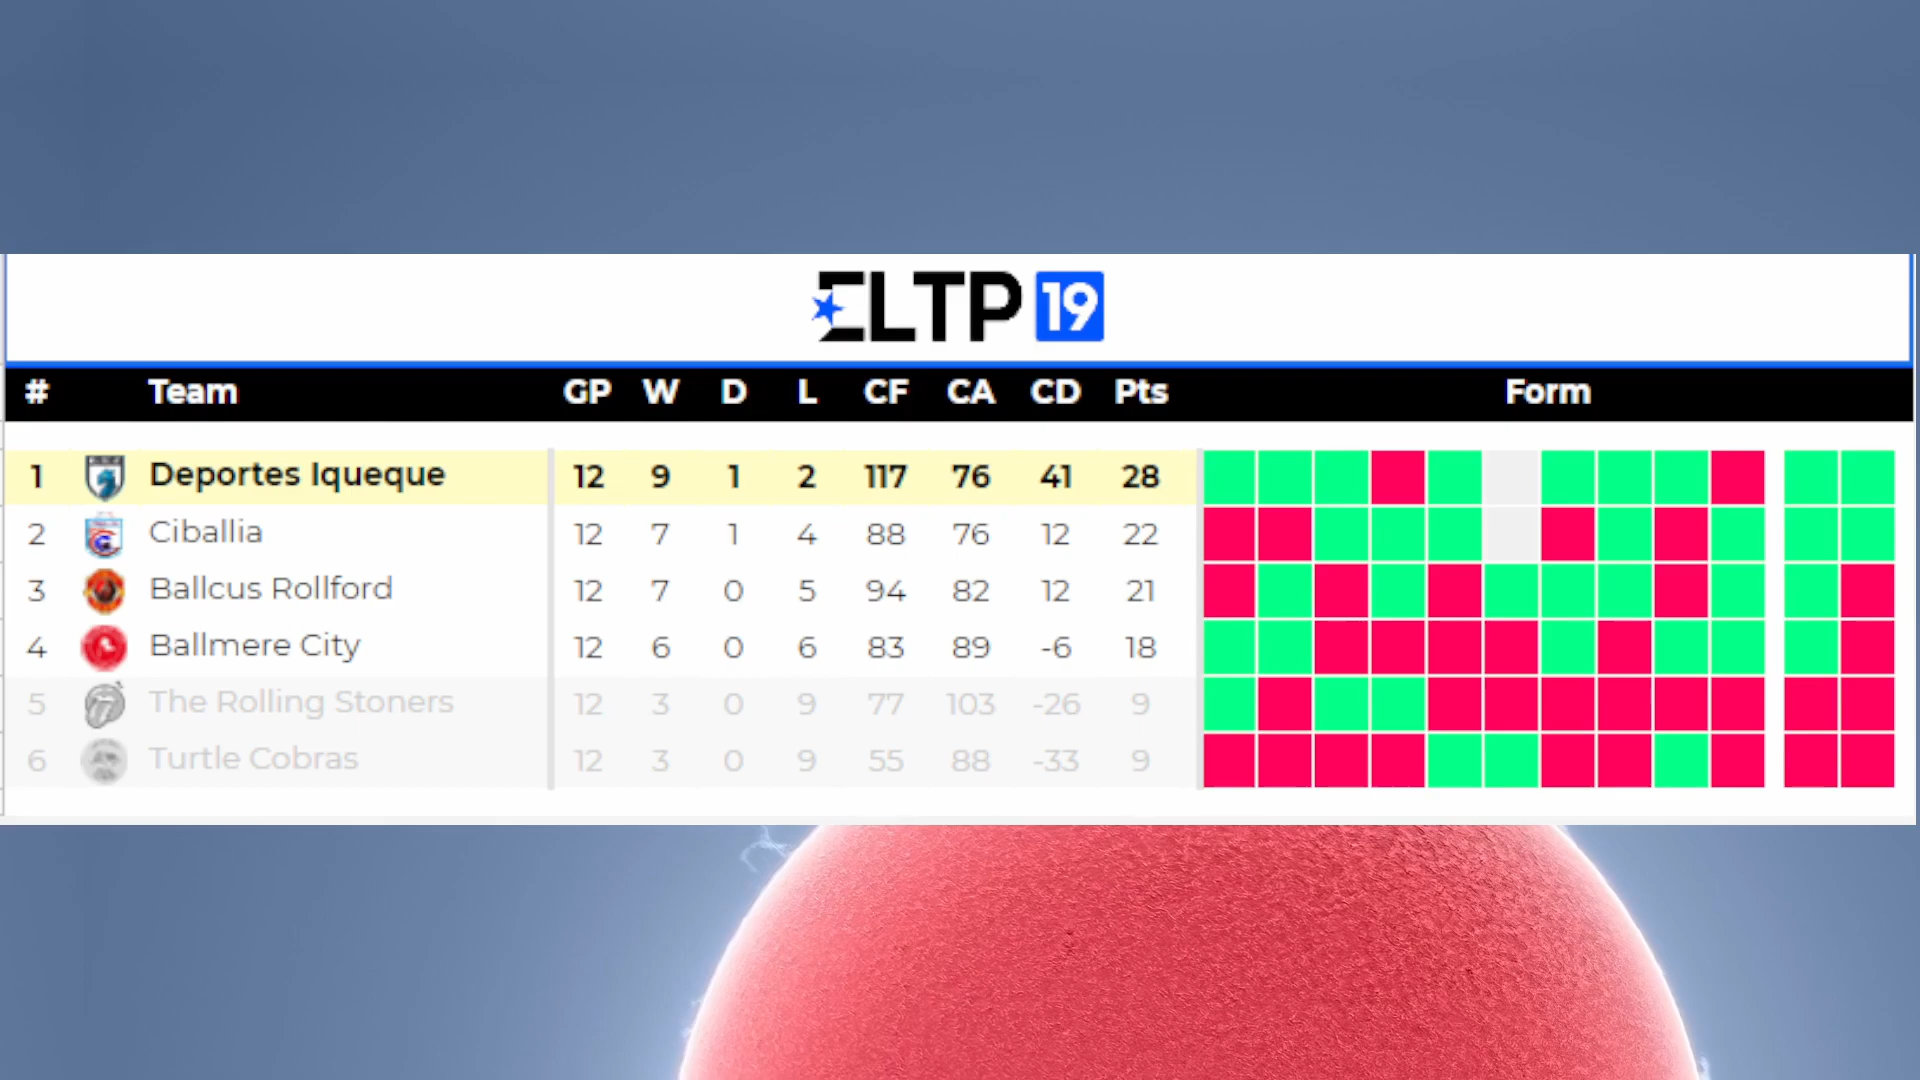 ELTP 19
# Team GP W D L CF CA CD Pts Form
1 Deportes Iqueque 12 9 1 2 117 76 41 28
2 Ciballia 12 7 1 4 88 76 12 22
3 Ballcus Rollford 12 7 0 5 94 82 12 21
4 Ballmere City 12 6 0 6 83 89 -6 18
5 The Rolling Stoners 12 3 0 9 77 103 -26 9
6 Turtle Cobras 12 3 0 9 55 88 -33 9